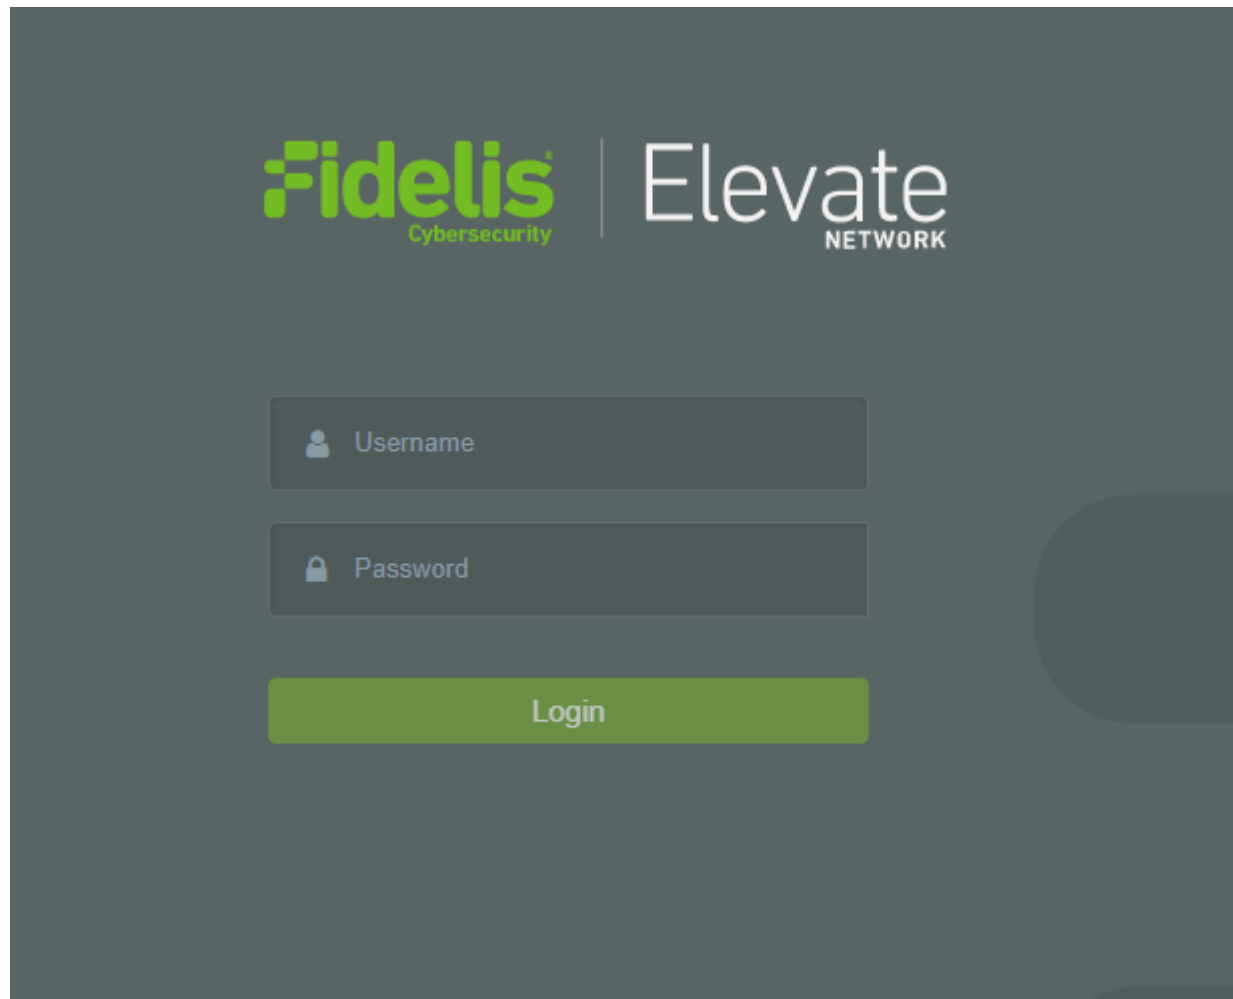 Fidelis®
Cybersecurity
Elevate
NETWORK
Username
Password
Login